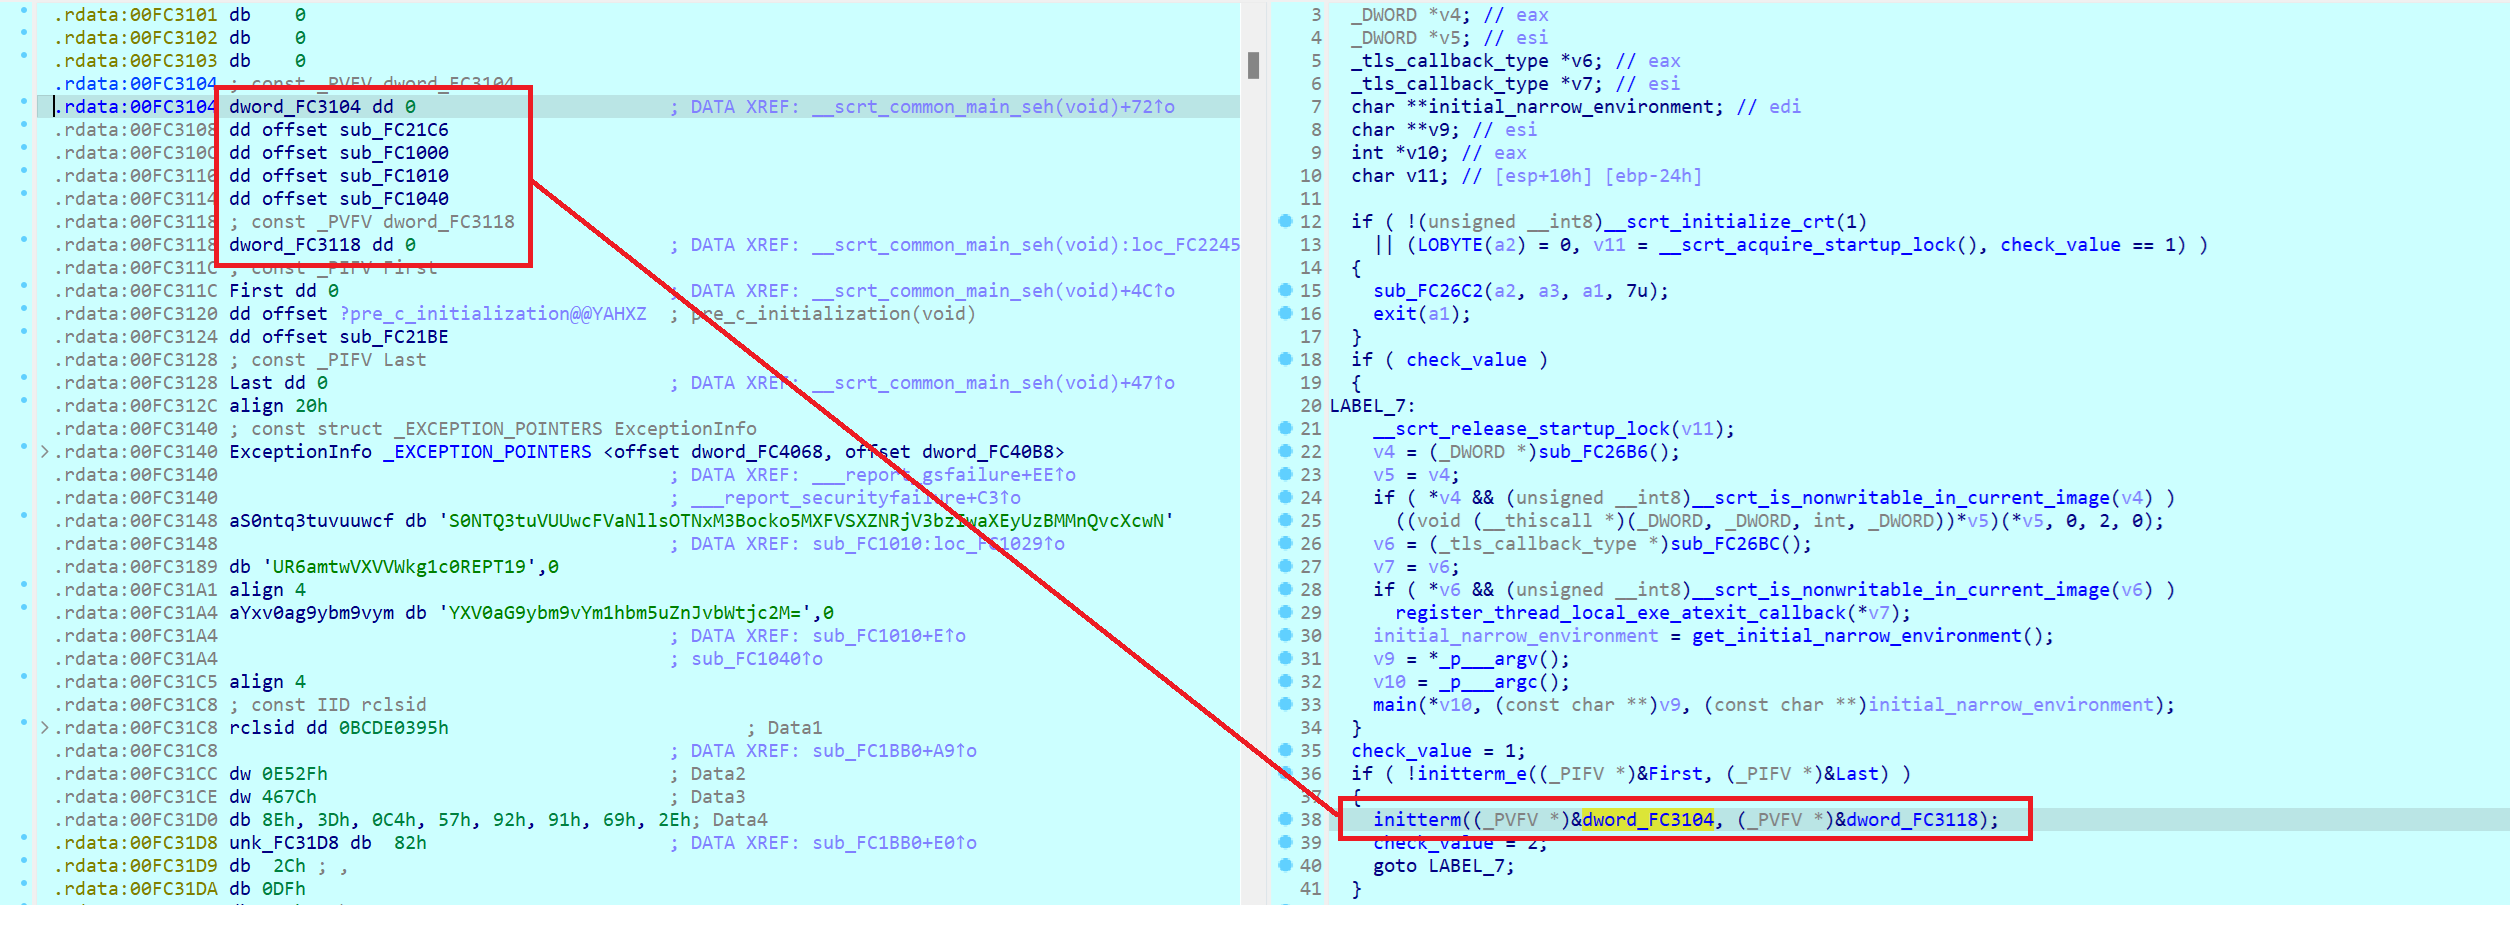 .rdata:00FC3101 db    0
.rdata:00FC3102 db    0
.rdata:00FC3103 db    0
.rdata:00FC3104 ; const _PVFV dword_FC3104
.rdata:00FC3104 dword_FC3104 dd 0 ; DATA XREF: __scrt_common_main_seh(void)+72↑o
.rdata:00FC3108 dd offset sub_FC21C6
.rdata:00FC310C dd offset sub_FC1000
.rdata:00FC3110 dd offset sub_FC1010
.rdata:00FC3114 dd offset sub_FC1040
.rdata:00FC3118 ; const _PVFV dword_FC3118
.rdata:00FC3118 dword_FC3118 dd 0 ; DATA XREF: __scrt_common_main_seh(void):loc_FC2245
.rdata:00FC311C ; const _PIFV First
.rdata:00FC311C First dd 0 ; DATA XREF: __scrt_common_main_seh(void)+4C↑o
.rdata:00FC3120 dd offset ?pre_c_initialization@@YAHXZ ; pre_c_initialization(void)
.rdata:00FC3124 dd offset sub_FC21BE
.rdata:00FC3128 ; const _PIFV Last
.rdata:00FC3128 Last dd 0 ; DATA XREF: __scrt_common_main_seh(void)+47↑o
.rdata:00FC312C align 20h
.rdata:00FC3140 ; const struct _EXCEPTION_POINTERS ExceptionInfo
.rdata:00FC3140 ExceptionInfo _EXCEPTION_POINTERS <offset dword_FC4068, offset dword_FC40B8>
.rdata:00FC3140 ; DATA XREF: ___report_gsfailure+EE↑o
.rdata:00FC3140 ; ___report_securityfailure+C3↑o
.rdata:00FC3148 aS0ntq3tuvuuwcf db
.rdata:00FC3148 ; DATA XREF: sub_FC1010:loc_FC1029↑o
.rdata:00FC3189 db 'UR6amtwVXVVWkg1c0REPT19',0
.rdata:00FC31A1 align 4
.rdata:00FC31A4 aYxv0ag9ybm9vym db 'YXV0aG9ybm9vYm1hbm5uZnJvbWtjc2M=',0
.rdata:00FC31A4 ; DATA XREF: sub_FC1010+E↑o
.rdata:00FC31A4 ; sub_FC1040↑o
.rdata:00FC31C5 align 4
.rdata:00FC31C8 ; const IID rclsid
.rdata:00FC31C8 rclsid dd 0BCDE0395h ; Data1
.rdata:00FC31C8 ; DATA XREF: sub_FC1BB0+A9↑o
.rdata:00FC31CC dw 0E52Fh ; Data2
.rdata:00FC31CE dw 467Ch ; Data3
.rdata:00FC31D0 db 8Eh, 3Dh, 0C4h, 57h, 92h, 91h, 69h, 2Eh; Data4
.rdata:00FC31D8 unk_FC31D8 db  82h ; DATA XREF: sub_FC1BB0+E0↑o
.rdata:00FC31D9 db  2Ch ; ,
.rdata:00FC31DA db 0DFh
3 _DWORD *v4; // eax
4 _DWORD *v5; // esi
5 _tls_callback_type *v6; // eax
6 _tls_callback_type *v7; // esi
7 char **initial_narrow_environment; // edi
8 char **v9; // esi
9 int *v10; // eax
10 char v11; // [esp+10h] [ebp-24h]
11
12 if ( !(unsigned __int8)__scrt_initialize_crt(1)
13 || (LOBYTE(a2) = 0, v11 = __scrt_acquire_startup_lock(), check_value == 1) )
14 {
15 sub_FC26C2(a2, a3, a1, 7u);
16 exit(a1);
17 }
18 if ( check_value )
19 {
20 LABEL_7:
21 __scrt_release_startup_lock(v11);
22 v4 = (_DWORD *)sub_FC26B6();
23 v5 = v4;
24 if ( *v4 && (unsigned __int8)__scrt_is_nonwritable_in_current_image(v4) )
25 ((void (__thiscall *)(_DWORD, _DWORD, int, _DWORD))*v5)(*v5, 0, 2, 0);
26 v6 = (_tls_callback_type *)sub_FC26BC();
27 v7 = v6;
28 if ( *v6 && (unsigned __int8)__scrt_is_nonwritable_in_current_image(v6) )
29 register_thread_local_exe_atexit_callback(*v7);
30 initial_narrow_environment = get_initial_narrow_environment();
31 v9 = *_p___argv();
32 v10 = _p___argc();
33 main(*v10, (const char **)v9, (const char **)initial_narrow_environment);
34 }
35 check_value = 1;
36 if ( !initterm_e((_PIFV *)&First, (_PIFV *)&Last) )
37 {
38 initterm((_PVFV *)&dword_FC3104, (_PVFV *)&dword_FC3118);
39 check_value = 2;
40 goto LABEL_7;
41 }